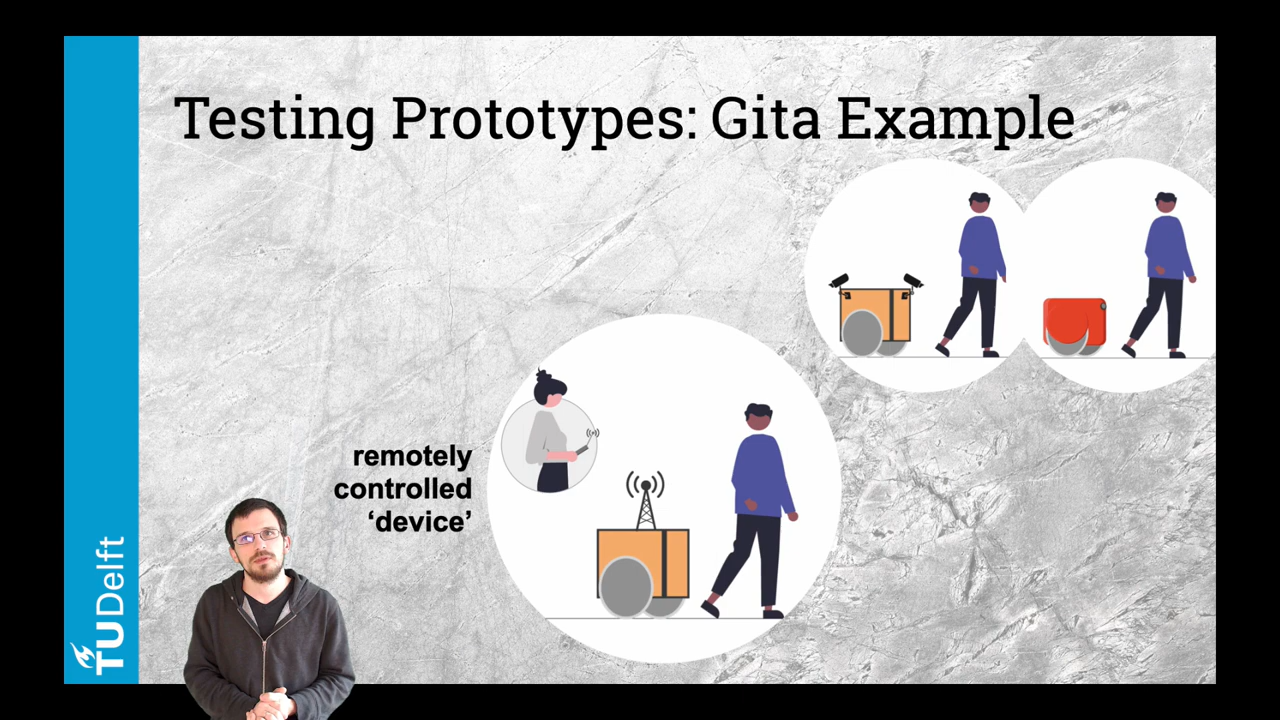 Testing Prototypes: Gita Example
remotely
controlled
‘device’
TUDelft